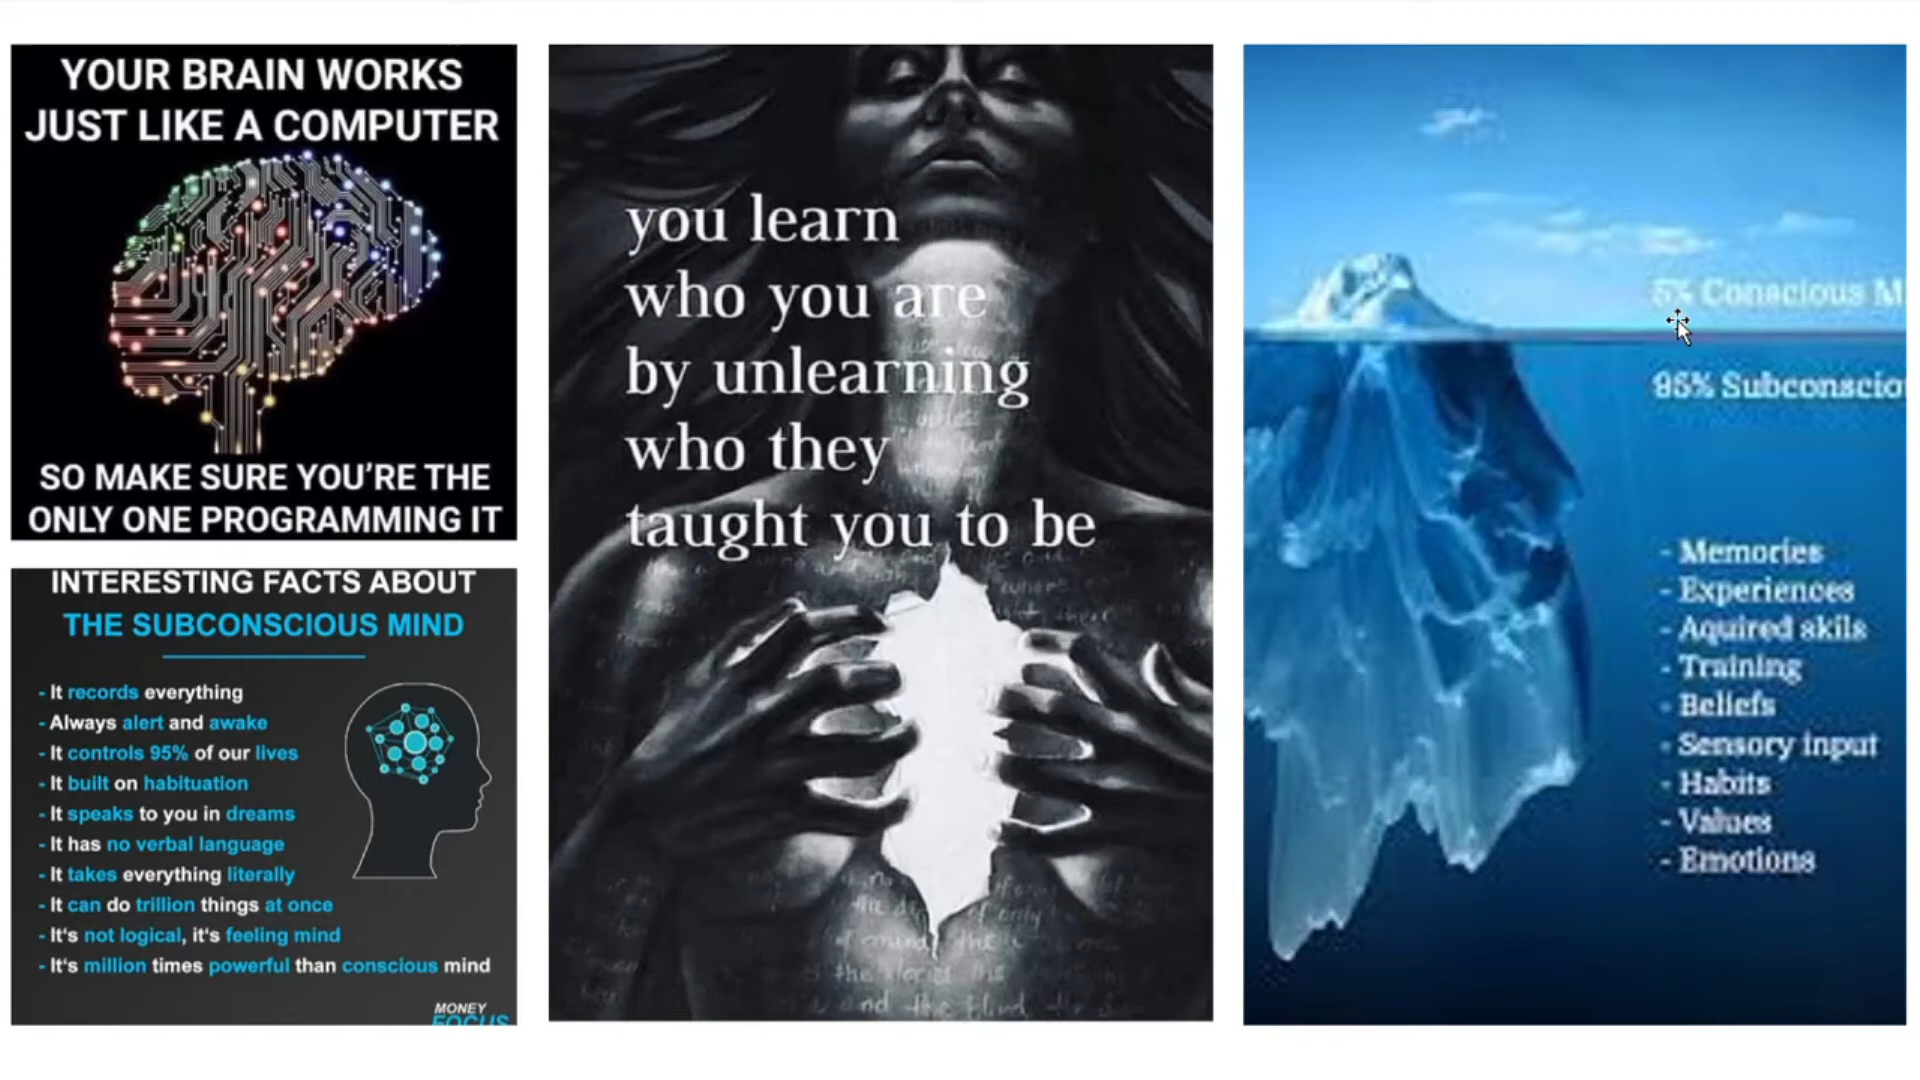 YOUR BRAIN WORKS
JUST LIKE A COMPUTER
SO MAKE SURE YOU'RE THE
ONLY ONE PROGRAMMING IT
INTERESTING FACTS ABOUT
THE SUBCONSCIOUS MIND
- It records everything
- Always alert and awake
- It controls 95% of our lives
- It built on habituation
- It speaks to you in dreams
- It has no verbal language
- It takes everything literally
- It can do trillion things at once
- It's not logical, it's feeling mind
- It's million times powerful than conscious mind
MONEY
FOCUS
you learn
who you are
by unlearning
who they
taught you to be
5% Conscious M
95% Subconscio
- Memories
- Experiences
- Aquired skils
- Training
- Beliefs
- Sensory input
- Habits
- Values
- Emotions